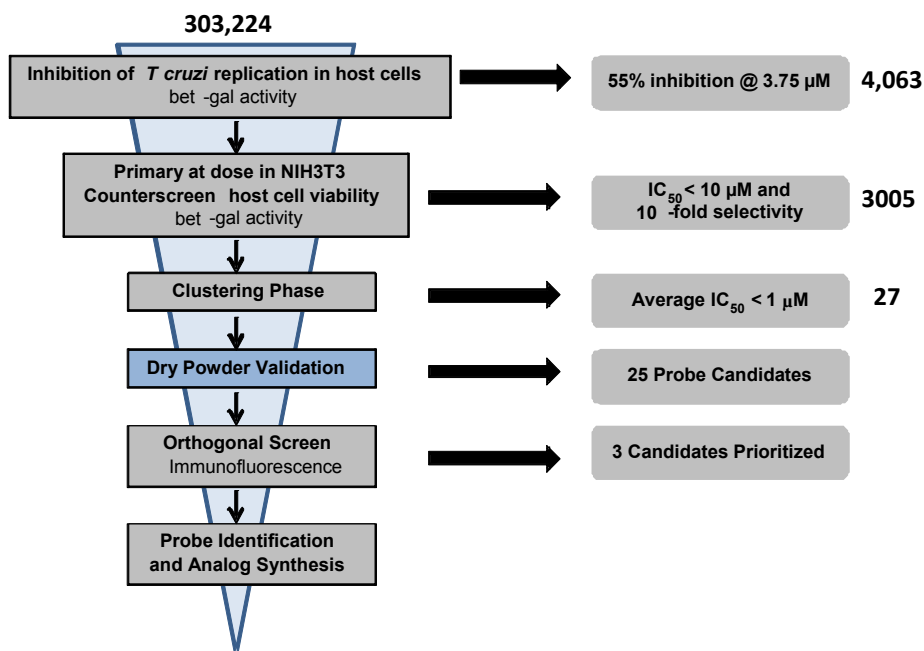 303,224
Inhibition of T cruzi replication in host cells
bet -gal activity
55% inhibition @ 3.75 µM
4,063
Primary at dose in NIH3T3
Counterscreen host cell viability
bet -gal activity
IC50 < 10 µM and
10 -fold selectivity
3005
Clustering Phase
Average IC50 < 1 µM
27
Dry Powder Validation
25 Probe Candidates
Orthogonal Screen
Immunofluorescence
3 Candidates Prioritized
Probe Identification
and Analog Synthesis